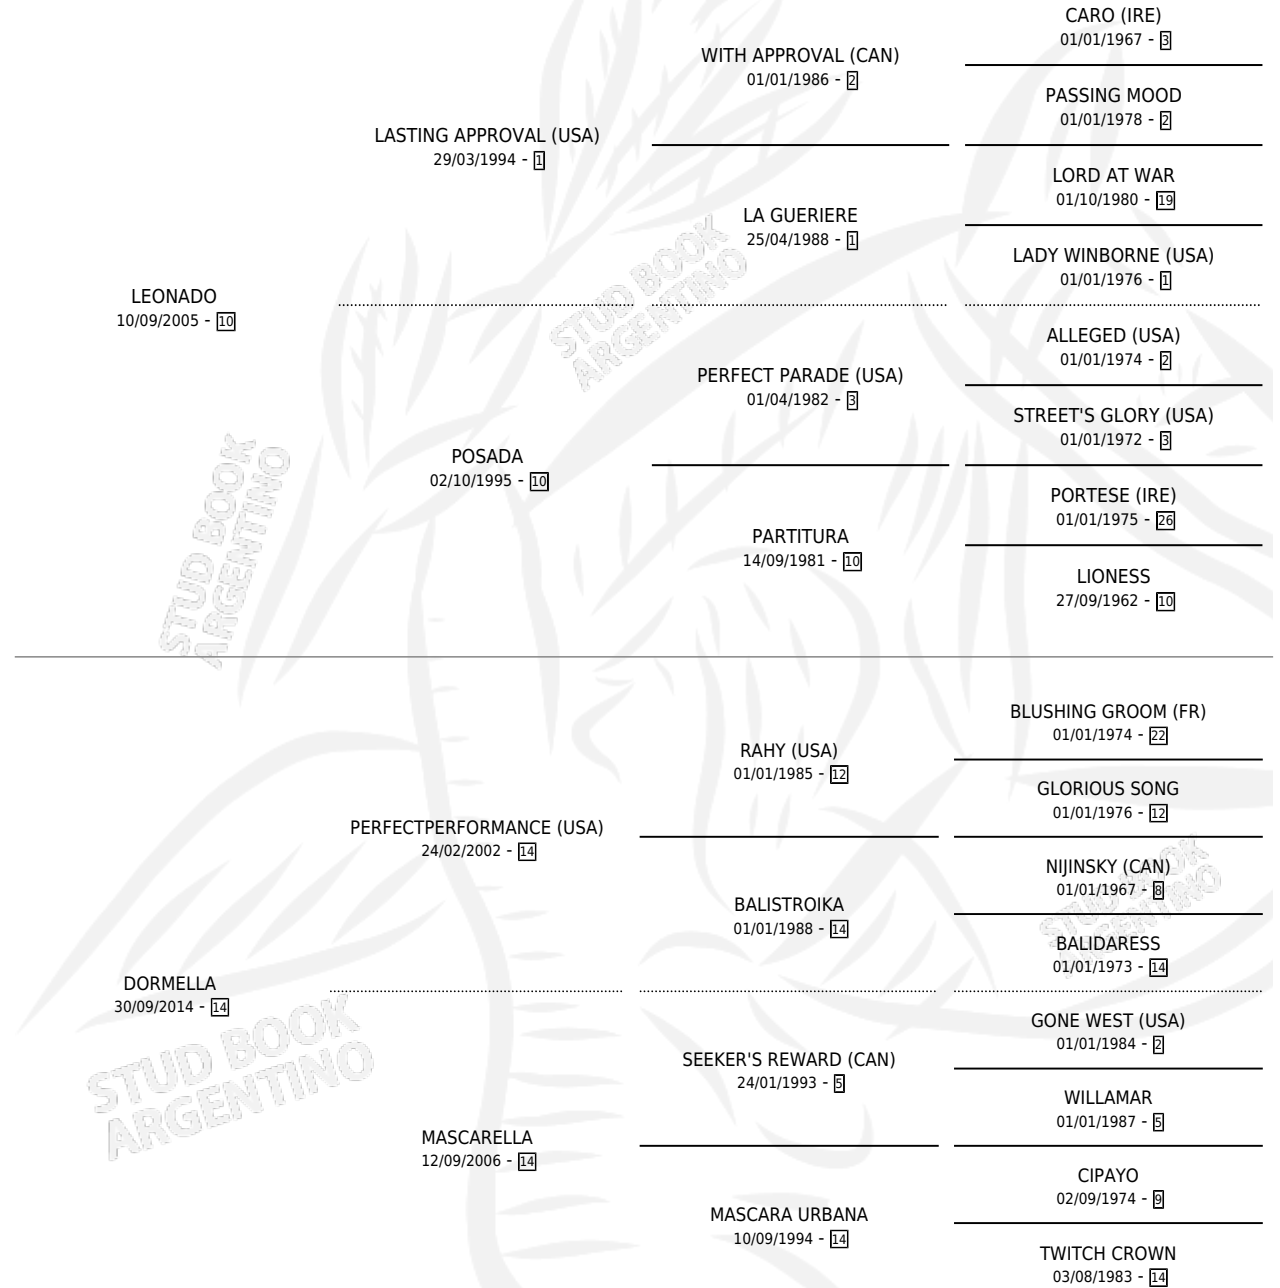 CARO (IRE)
01/01/1967 - 3
WITH APPROVAL (CAN)
01/01/1986 - 2
PASSING MOOD
01/01/1978 - 2
LASTING APPROVAL (USA)
29/03/1994 - 1
LORD AT WAR
01/10/1980 - 19
LA GUERIERE
25/04/1988 - 1
LADY WINBORNE (USA)
01/01/1976 - 1
LEONADO
10/09/2005 - 10
STUD BOOK
ARGENTINO
ALLEGED (USA)
01/01/1974 - 2
PERFECT PARADE (USA)
01/04/1982 - 3
STREET'S GLORY (USA)
01/01/1972 - 3
POSADA
02/10/1995 - 10
PORTESE (IRE)
01/01/1975 - 26
PARTITURA
14/09/1981 - 10
LIONESS
27/09/1962 - 10
STUD BOOK
ARGENTINO
BLUSHING GROOM (FR)
01/01/1974 - 22
RAHY (USA)
01/01/1985 - 12
GLORIOUS SONG
01/01/1976 - 12
PERFECTPERFORMANCE (USA)
24/02/2002 - 14
NIJINSKY (CAN)
01/01/1967 - 8
BALISTROIKA
01/01/1988 - 14
BALIDARESS
01/01/1973 - 14
STUD BOOK
ARGENTINO
DORMELLA
30/09/2014 - 14
GONE WEST (USA)
01/01/1984 - 2
SEEKER'S REWARD (CAN)
24/01/1993 - 5
WILLAMAR
01/01/1987 - 5
STUD BOOK
ARGENTINO
MASCARELLA
12/09/2006 - 14
CIPAYO
02/09/1974 - 9
MASCARA URBANA
10/09/1994 - 14
TWITCH CROWN
03/08/1983 - 14